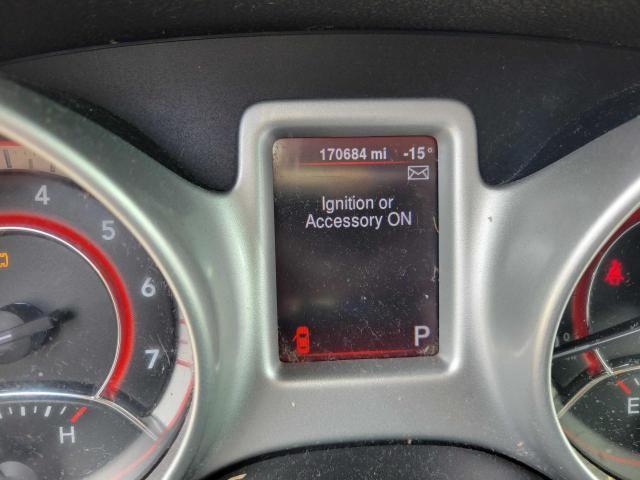 170684 mi -15°
Ignition or
Accessory ON
P
4
5
6
7
H
E